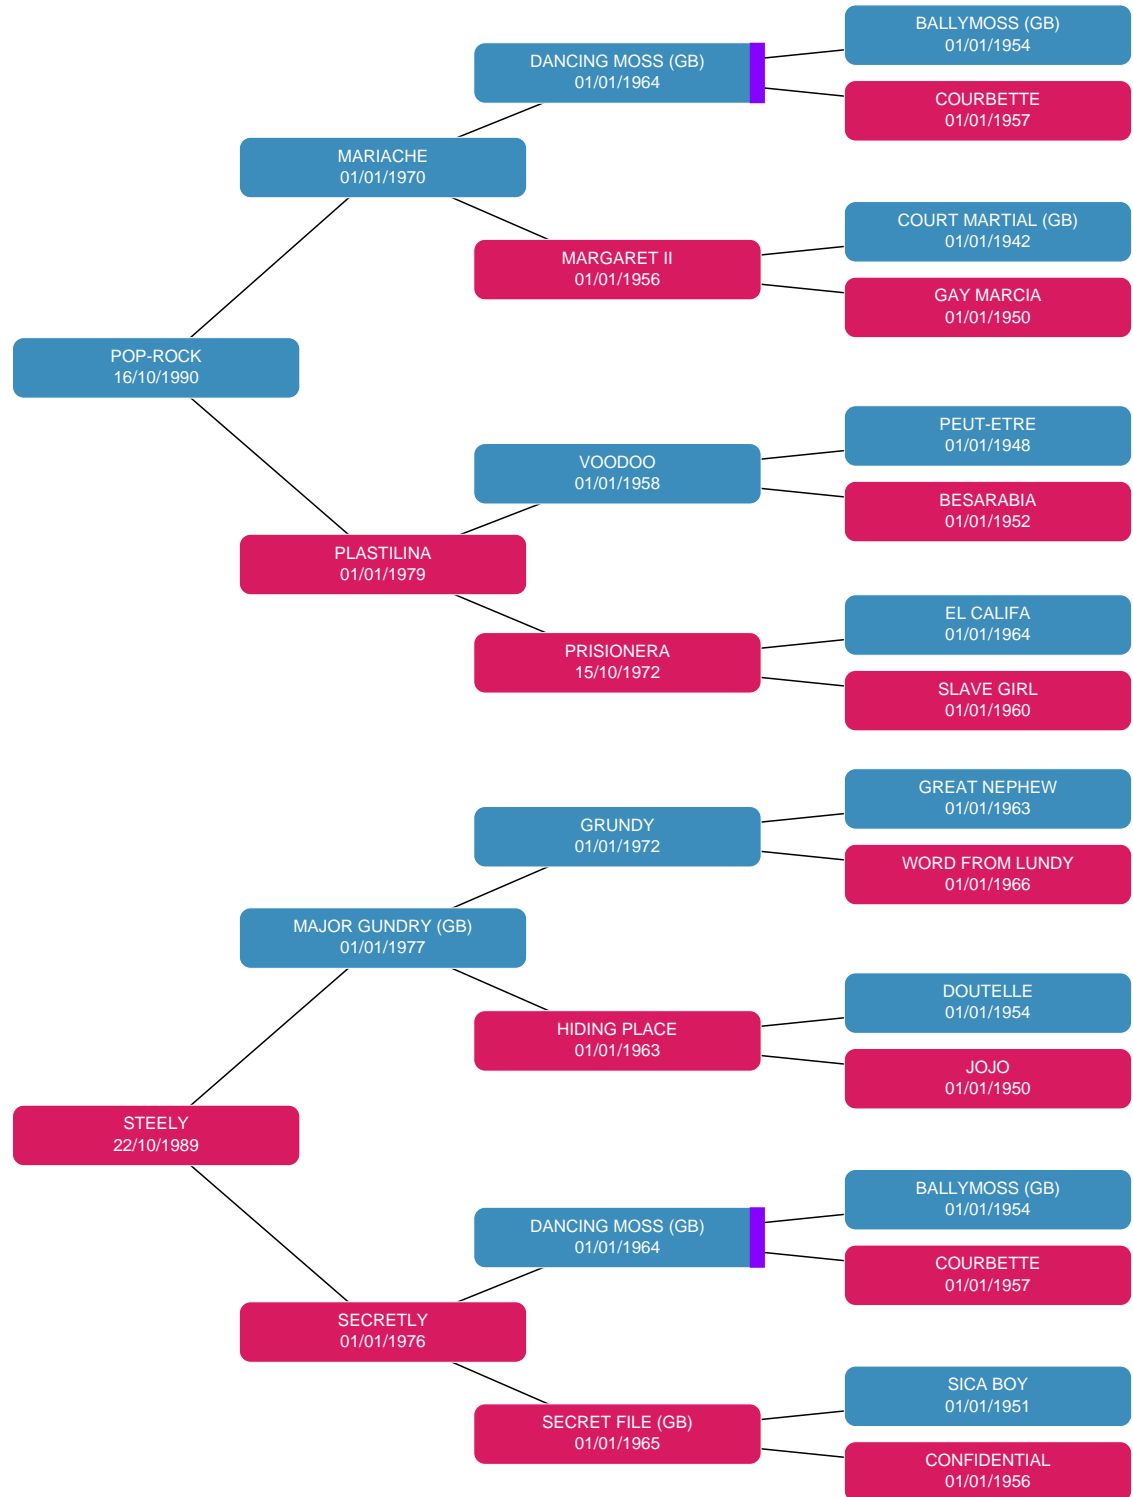 BALLYMOSS (GB)
01/01/1954
DANCING MOSS (GB)
01/01/1964
COURBETTE
01/01/1957
MARIACHE
01/01/1970
COURT MARTIAL (GB)
01/01/1942
MARGARET II
01/01/1956
GAY MARCIA
01/01/1950
POP-ROCK
16/10/1990
PEUT-ETRE
01/01/1948
VOODOO
01/01/1958
BESARABIA
01/01/1952
PLASTILINA
01/01/1979
EL CALIFA
01/01/1964
PRISIONERA
15/10/1972
SLAVE GIRL
01/01/1960
GREAT NEPHEW
01/01/1963
GRUNDY
01/01/1972
WORD FROM LUNDY
01/01/1966
MAJOR GUNDRY (GB)
01/01/1977
DOUTELLE
01/01/1954
HIDING PLACE
01/01/1963
JOJO
01/01/1950
STEELY
22/10/1989
BALLYMOSS (GB)
01/01/1954
DANCING MOSS (GB)
01/01/1964
COURBETTE
01/01/1957
SECRETLY
01/01/1976
SICA BOY
01/01/1951
SECRET FILE (GB)
01/01/1965
CONFIDENTIAL
01/01/1956